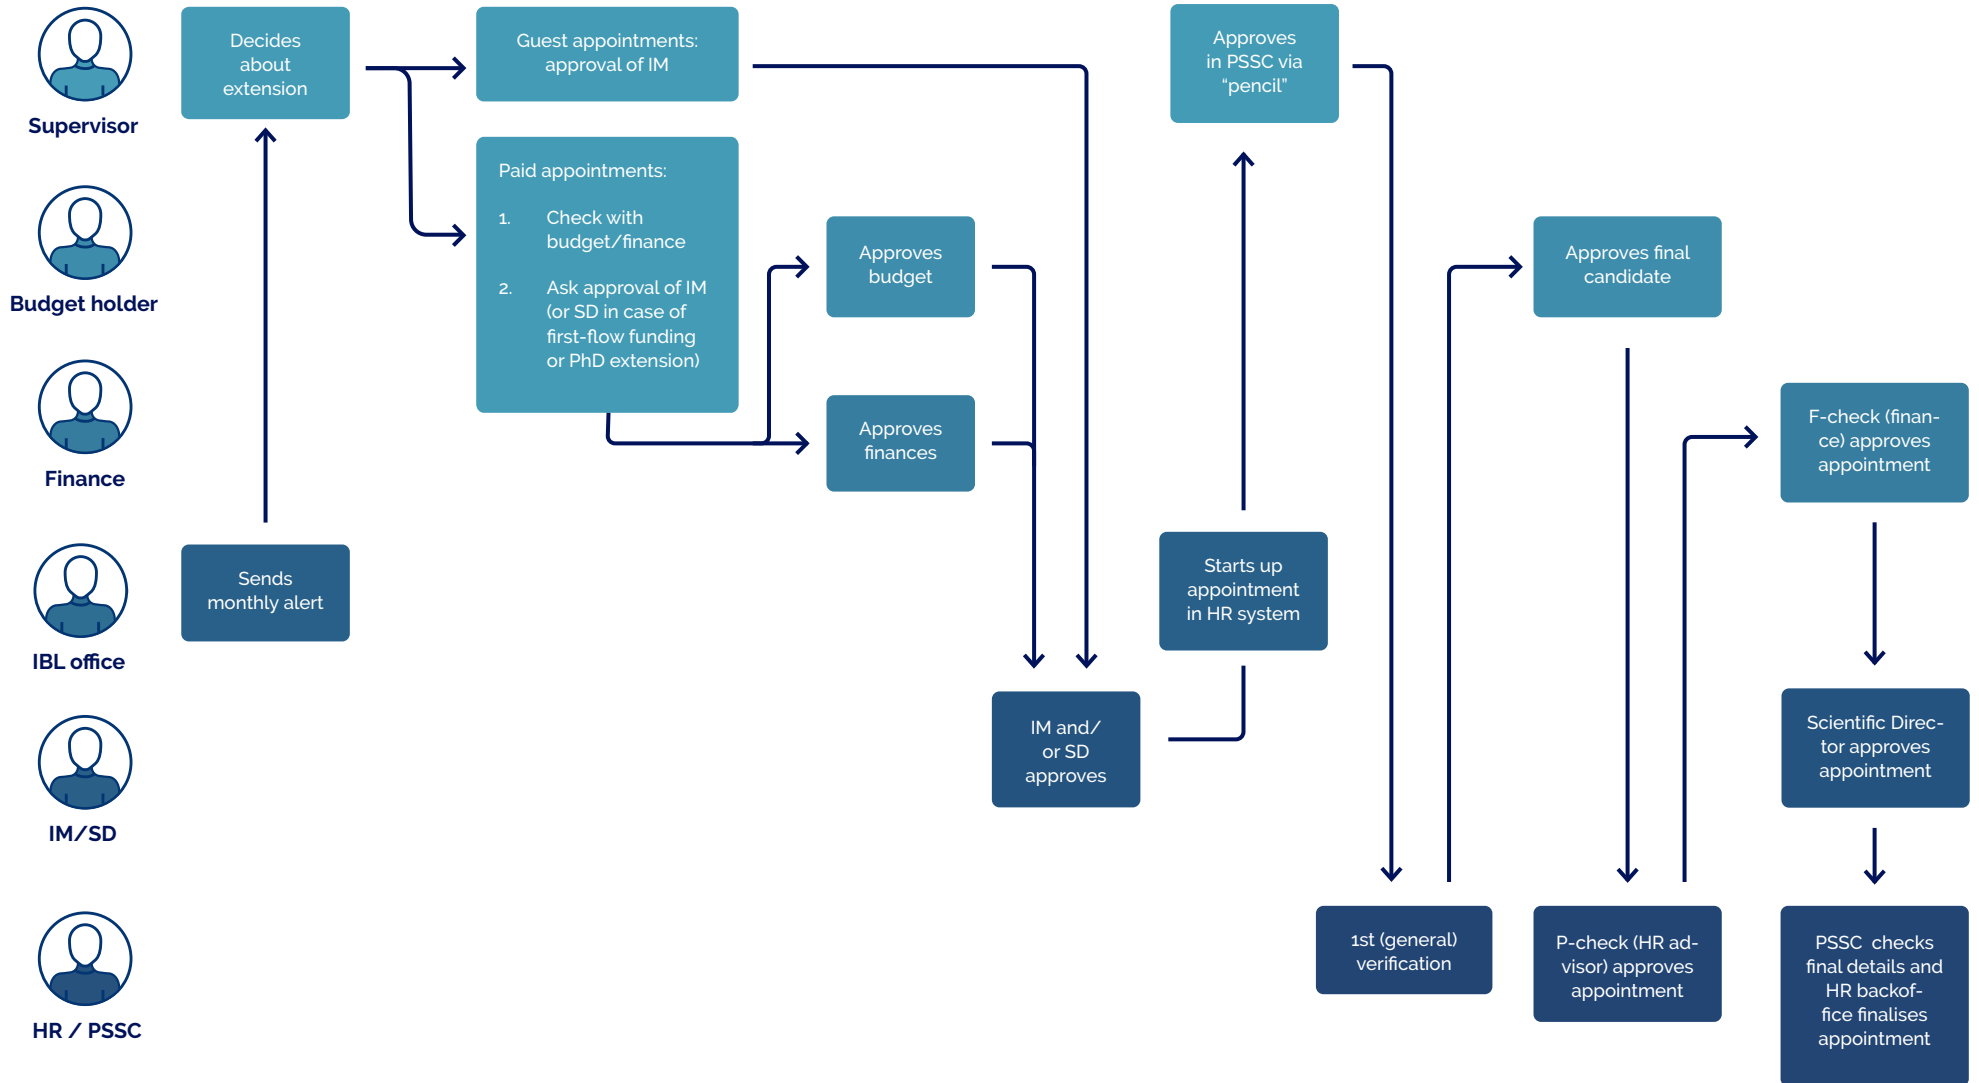 Supervisor
Budget holder
Finance
IBL office
IM/SD
HR / PSSC
Decides
about
extension
Sends
monthly alert
Guest appointments:
approval of IM
Paid appointments:
1. Check with
budget/finance
2. Ask approval of IM
(or SD in case of
first-flow funding
or PhD extension)
Approves
budget
Approves
finances
IM and/
or SD
approves
Starts up
appointment
in HR system
Approves
in PSSC via
“pencil”
1st (general)
verification
Approves final
candidate
P-check (HR ad-
visor) approves
appointment
F-check (finan-
ce) approves
appointment
Scientific Direc-
tor approves
appointment
PSSC checks
final details and
HR backof-
fice finalises
appointment